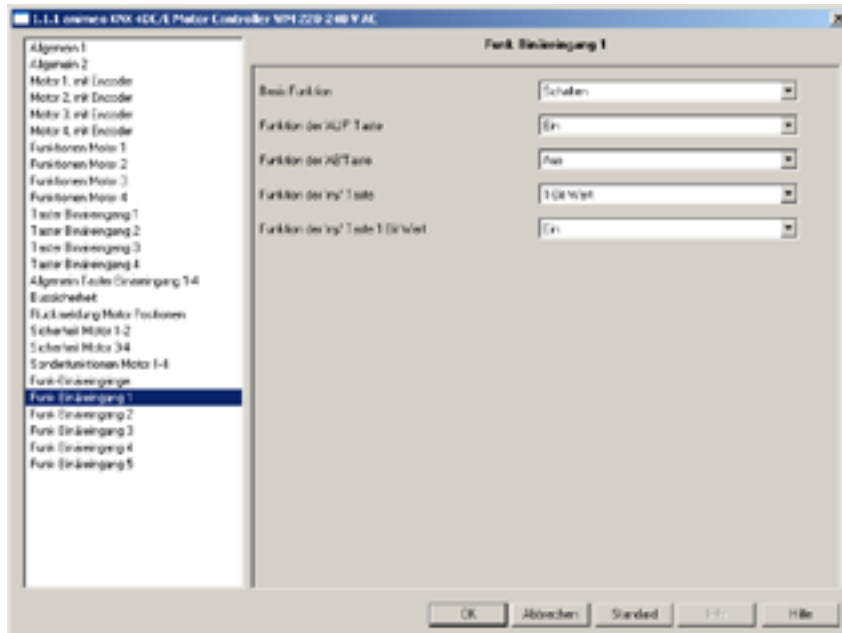 1.1.1 animeo KNX 4DC/E Motor Controller WM 220-240 V AC
Funk Binäreingang 1
Allgemein 1
Allgemein 2
Motor 1, mit Encoder
Motor 2, mit Encoder
Motor 3, mit Encoder
Motor 4, mit Encoder
Funktionen Motor 1
Funktionen Motor 2
Funktionen Motor 3
Funktionen Motor 4
Taster Binäreingang 1
Taster Binäreingang 2
Taster Binäreingang 3
Taster Binäreingang 4
Allgemein Taster Binäreingang 1-4
Bussicherheit
Rückmeldung Motor Positionen
Sicherheit Motor 1-2
Sicherheit Motor 3-4
Sonderfunktionen Motor 1-4
Funk-Binäreingänge
Funk Binäreingang 1
Funk Binäreingang 2
Funk Binäreingang 3
Funk Binäreingang 4
Funk Binäreingang 5
Basis Funktion
Schalten
Funktion der 'AUF' Taste
Ein
Funktion der 'AB' Taste
Aus
Funktion der 'my' Taste
1 Bit Wert
Funktion der 'my' Taste 1 Bit Wert
Ein
OK
Abbrechen
Standard
Info
Hilfe